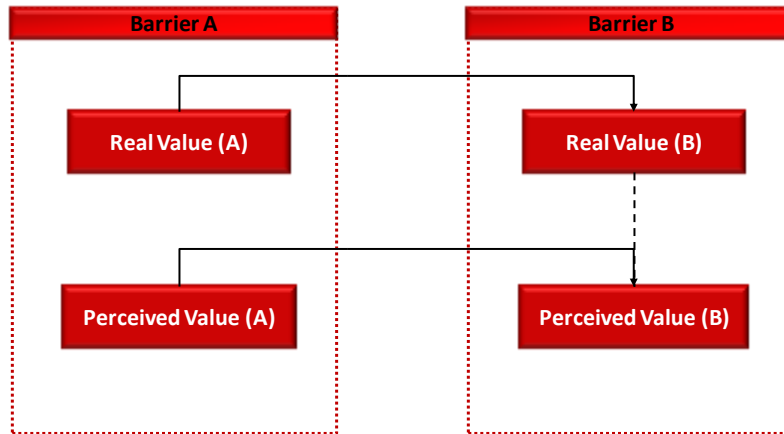 Barrier A
Barrier B
Real Value (A)
Real Value (B)
Perceived Value (A)
Perceived Value (B)